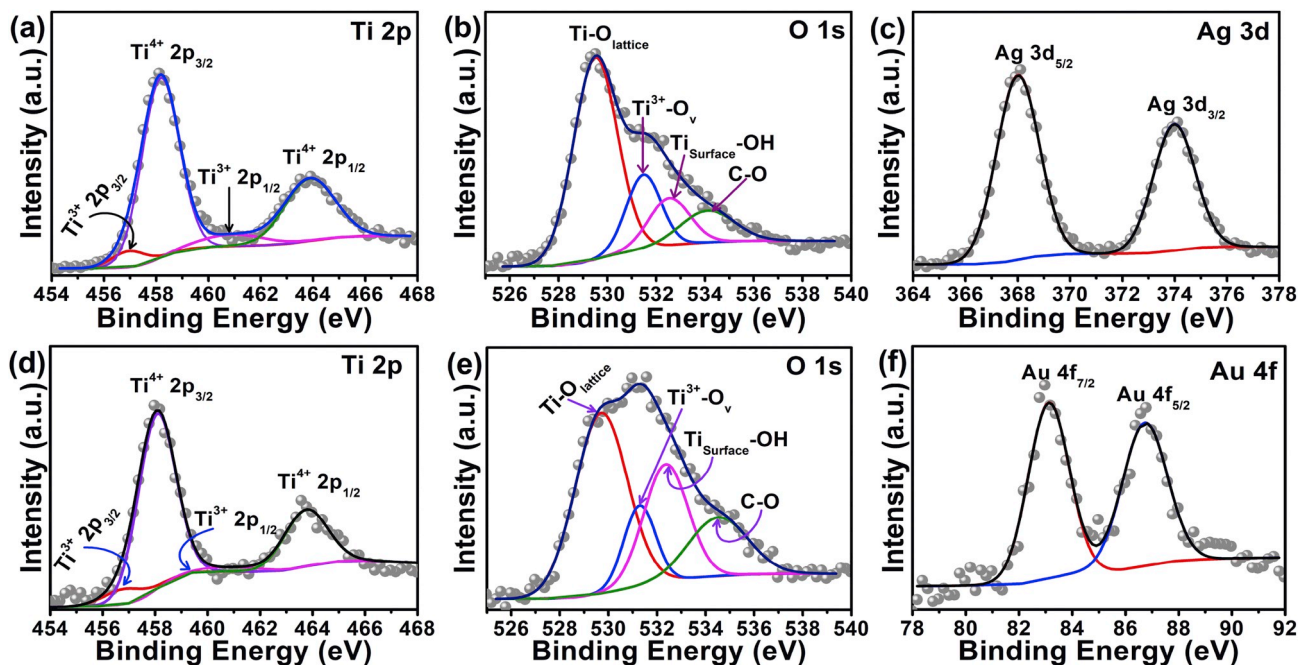 (a)
Ti 2p
Ti⁴⁺ 2p₃/₂
Ti³⁺ 2p₃/₂
Ti³⁺ 2p₁/₂
Ti⁴⁺ 2p₁/₂
Intensity (a.u.)
454 456 458 460 462 464 466 468
Binding Energy (eV)
(b)
O 1s
Ti-O lattice
Ti³⁺-Oᵥ
Ti Surface-OH
C-O
Intensity (a.u.)
526 528 530 532 534 536 538 540
Binding Energy (eV)
(c)
Ag 3d
Ag 3d₅/₂
Ag 3d₃/₂
Intensity (a.u.)
364 366 368 370 372 374 376 378
Binding Energy (eV)
(d)
Ti 2p
Ti⁴⁺ 2p₃/₂
Ti³⁺ 2p₃/₂
Ti³⁺ 2p₁/₂
Ti⁴⁺ 2p₁/₂
Intensity (a.u.)
454 456 458 460 462 464 466 468
Binding Energy (eV)
(e)
O 1s
Ti-O lattice
Ti³⁺-Oᵥ
Ti Surface-OH
C-O
Intensity (a.u.)
526 528 530 532 534 536 538 540
Binding Energy (eV)
(f)
Au 4f
Au 4f₇/₂
Au 4f₅/₂
Intensity (a.u.)
78 80 82 84 86 88 90 92
Binding Energy (eV)